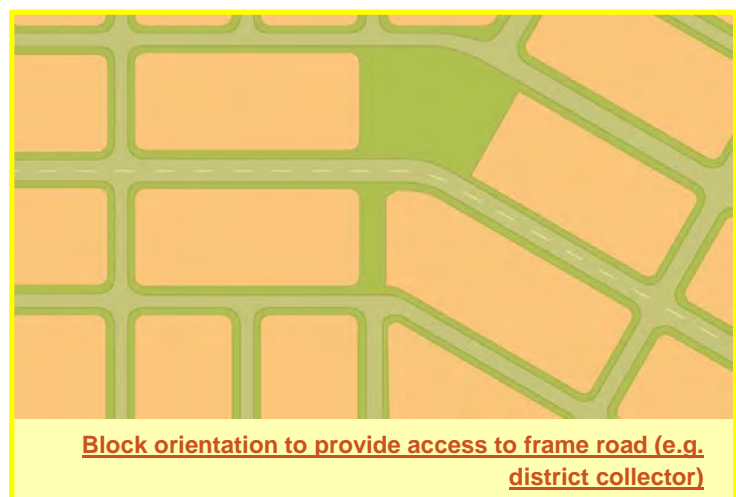 Block orientation to provide access to frame road (e.g.
district collector)